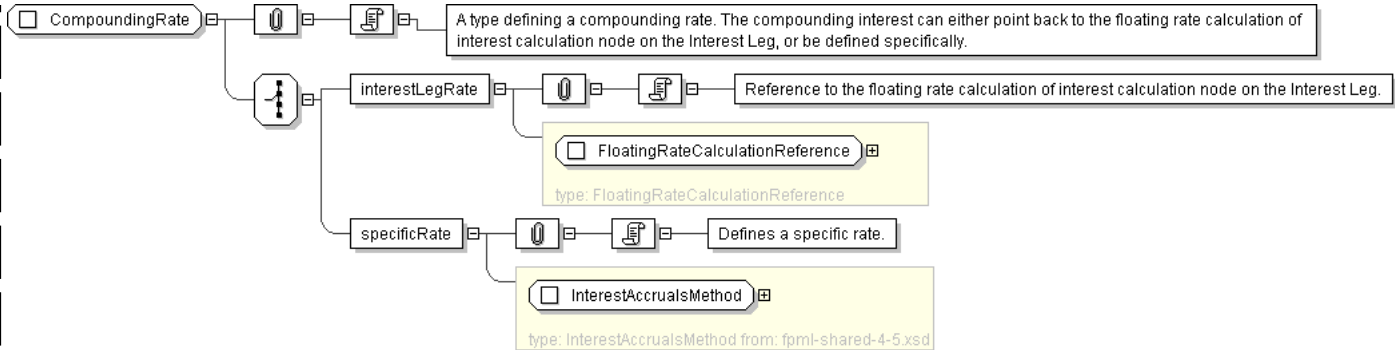 CompoundingRate
A type defining a compounding rate. The compounding interest can either point back to the floating rate calculation of
interest calculation node on the Interest Leg, or be defined specifically.
interestLegRate
Reference to the floating rate calculation of interest calculation node on the Interest Leg.
FloatingRateCalculationReference
type: FloatingRateCalculationReference
specificRate
Defines a specific rate.
InterestAccrualsMethod
type: InterestAccrualsMethod from: fpml-shared-4-5.xsd